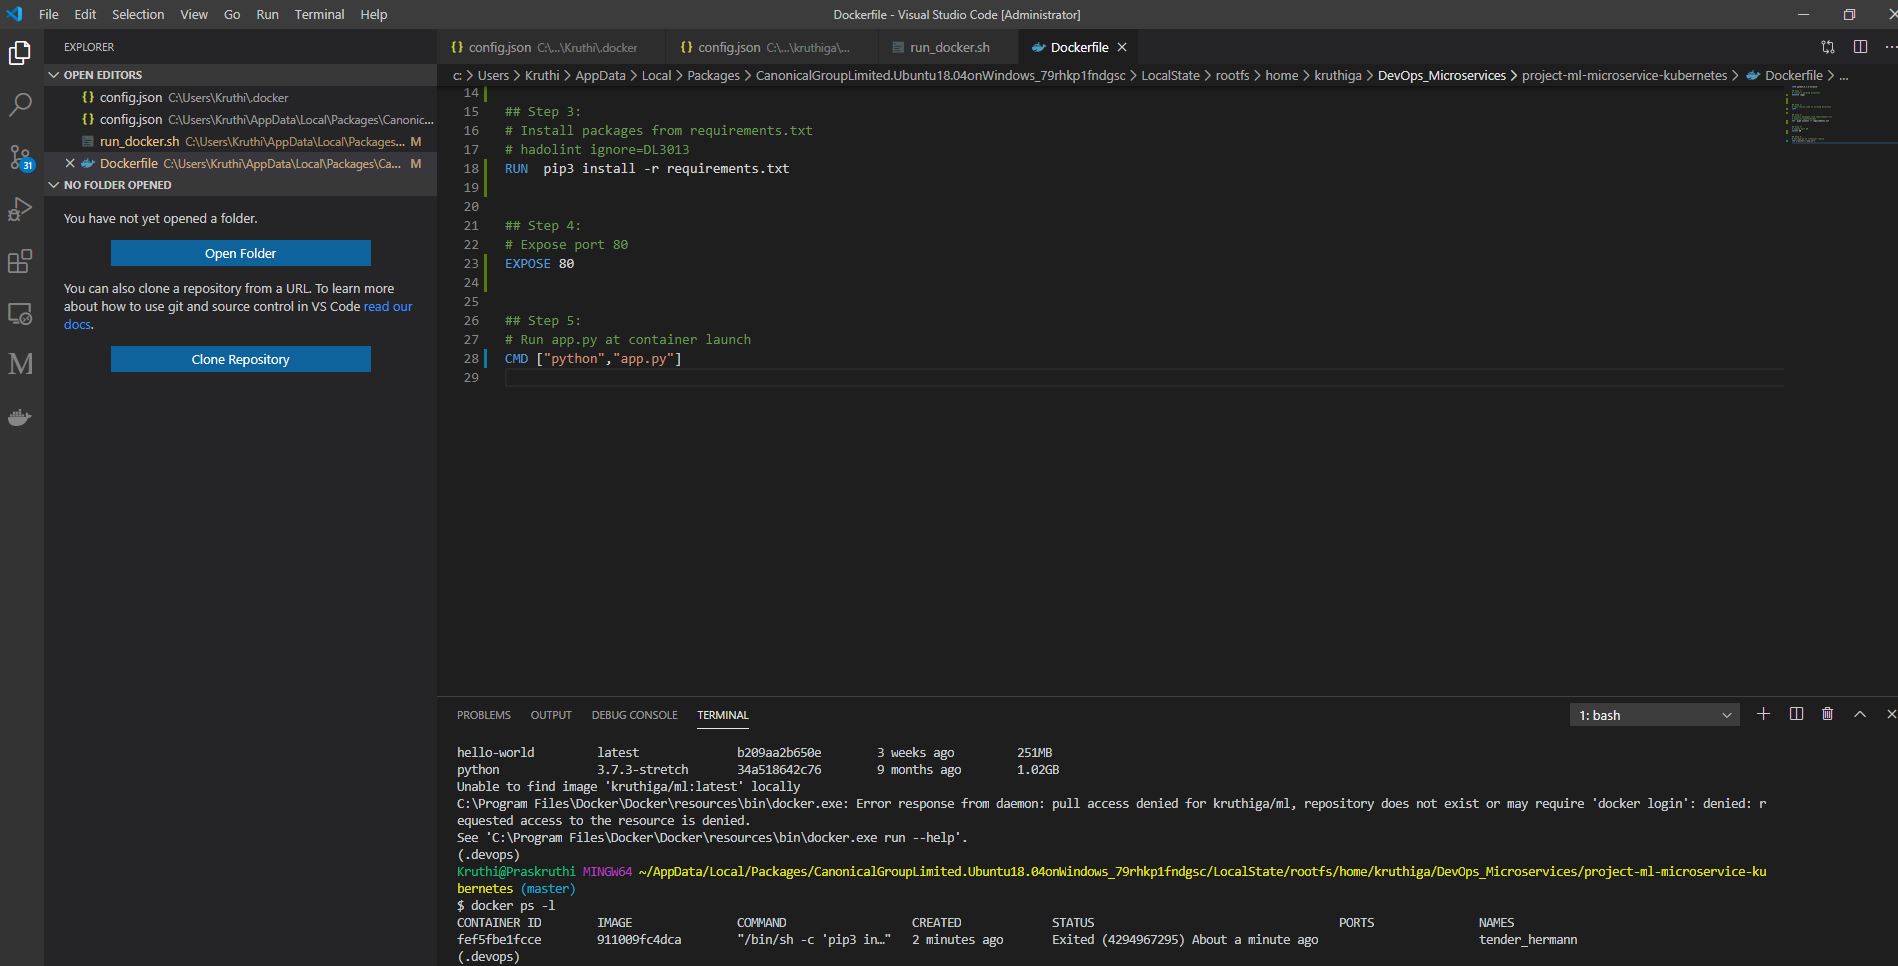 File Edit Selection View Go Run Terminal Help
Dockerfile - Visual Studio Code [Administrator]
EXPLORER
OPEN EDITORS
{} config.json C:\Users\Kruthi\.docker
{} config.json C:\Users\Kruthi\AppData\Local\Packages\Canonic...
run_docker.sh C:\Users\Kruthi\AppData\Local\Packages... M
Dockerfile C:\Users\Kruthi\AppData\Local\Packages\Ca... M
NO FOLDER OPENED
You have not yet opened a folder.
Open Folder
You can also clone a repository from a URL. To learn more
about how to use git and source control in VS Code read our
docs.
Clone Repository
31
M
{} config.json C:\...\Kruthi\.docker
{} config.json C:\...\kruthiga\...
run_docker.sh
Dockerfile
c: > Users > Kruthi > AppData > Local > Packages > CanonicalGroupLimited.Ubuntu18.04onWindows_79rhkp1fndgsc > LocalState > rootfs > home > kruthiga > DevOps_Microservices > project-ml-microservice-kubernetes > Dockerfile > ...
14
15 ## Step 3:
16 # Install packages from requirements.txt
17 # hadolint ignore=DL3013
18 RUN  pip3 install -r requirements.txt
19
20
21 ## Step 4:
22 # Expose port 80
23 EXPOSE 80
24
25
26 ## Step 5:
27 # Run app.py at container launch
28 CMD ["python","app.py"]
29
PROBLEMS OUTPUT DEBUG CONSOLE TERMINAL
1: bash
hello-world latest b209aa2b650e 3 weeks ago 251MB
python 3.7.3-stretch 34a518642c76 9 months ago 1.02GB
Unable to find image 'kruthiga/ml:latest' locally
C:\Program Files\Docker\Docker\resources\bin\docker.exe: Error response from daemon: pull access denied for kruthiga/ml, repository does not exist or may require 'docker login': denied: r
equested access to the resource is denied.
See 'C:\Program Files\Docker\Docker\resources\bin\docker.exe run --help'.
(.devops)
Kruthi@Praskruthi MINGW64 ~/AppData/Local/Packages/CanonicalGroupLimited.Ubuntu18.04onWindows_79rhkp1fndgsc/LocalState/rootfs/home/kruthiga/DevOps_Microservices/project-ml-microservice-ku
bernetes (master)
$ docker ps -l
CONTAINER ID IMAGE COMMAND CREATED STATUS PORTS NAMES
fef5fbe1fcce 911009fc4dca "/bin/sh -c 'pip3 in…" 2 minutes ago Exited (4294967295) About a minute ago tender_hermann
(.devops)